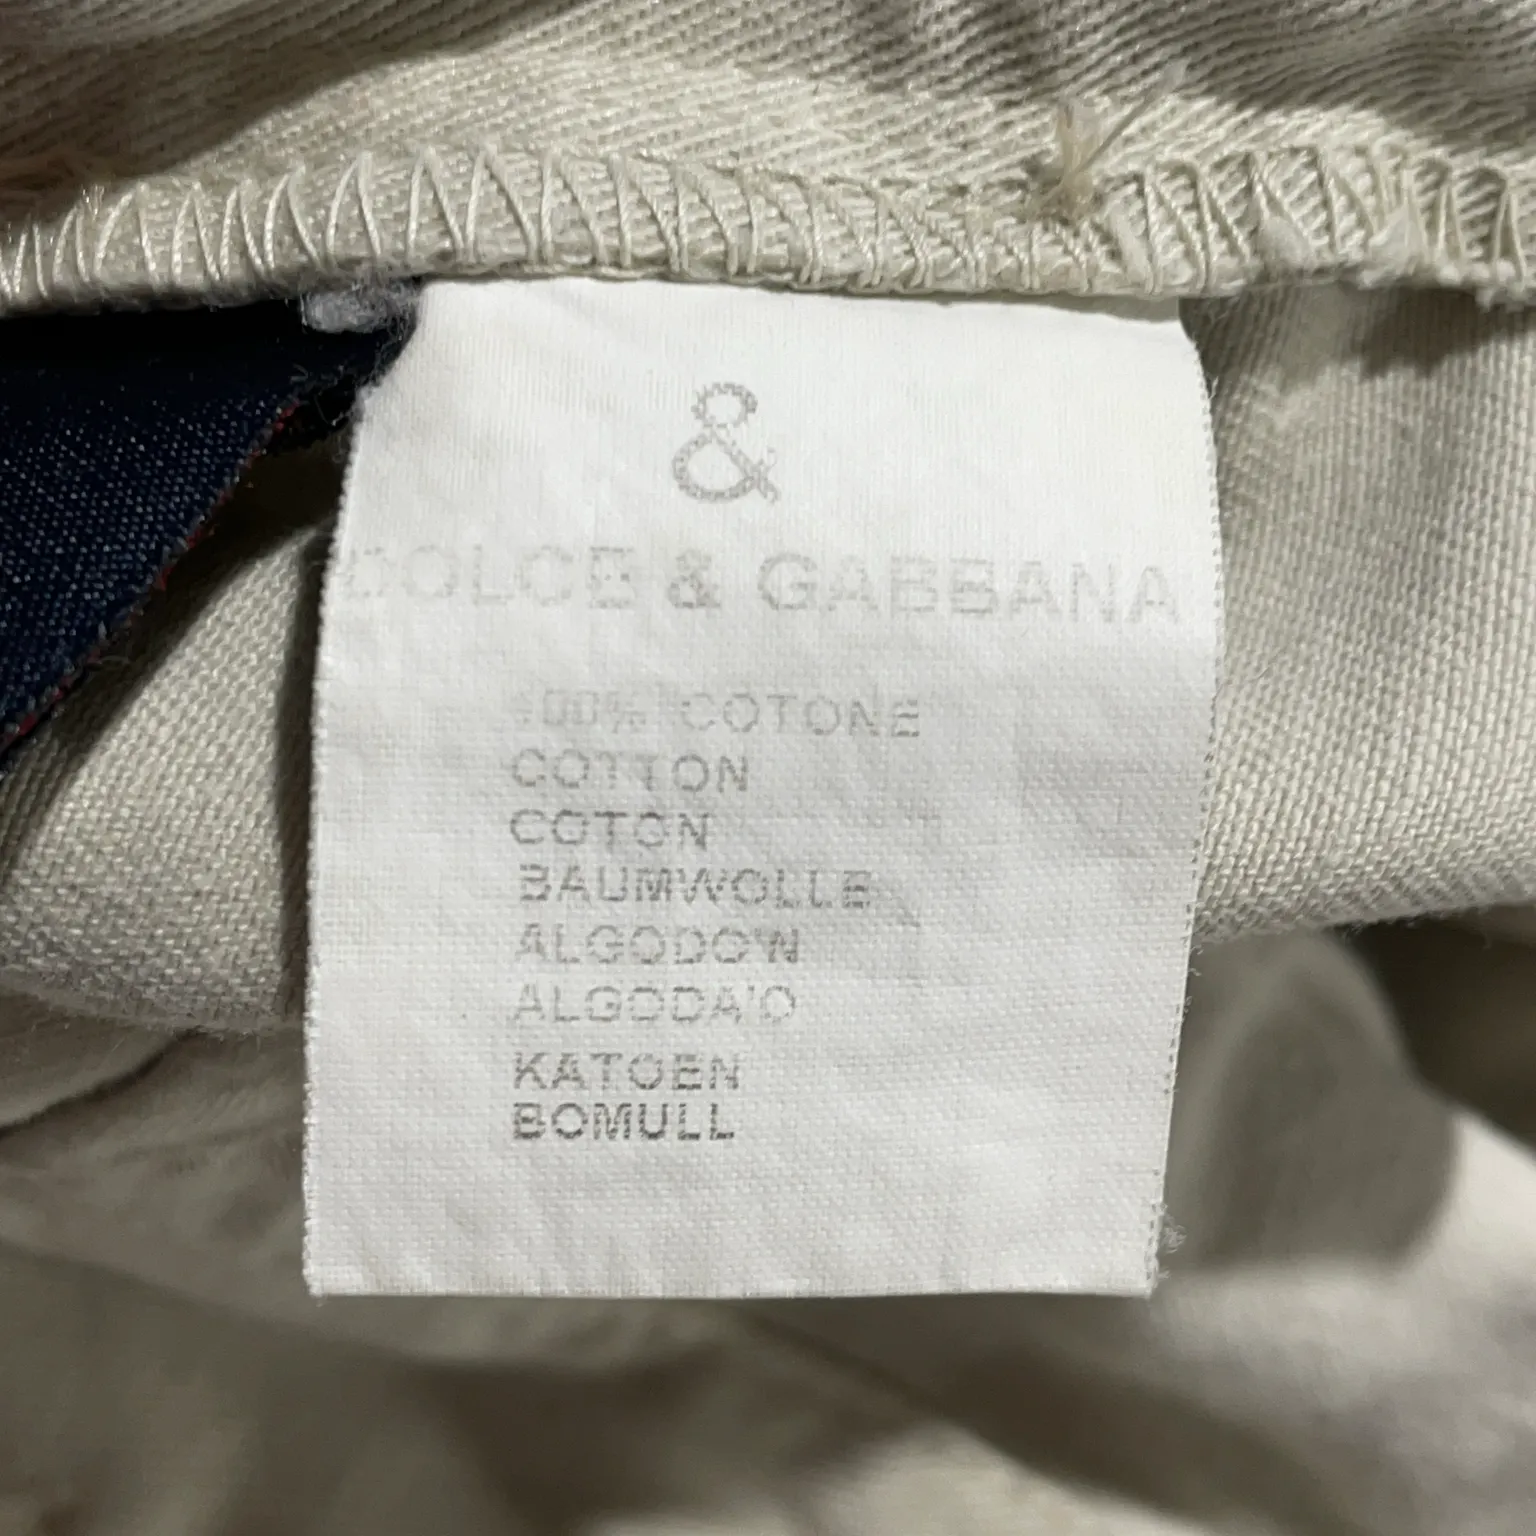 &
DOLCE & GABBANA
100% COTONE
COTTON
COTON
BAUMWOLLE
ALGODO'N
ALGODA'O
KATOEN
BOMULL